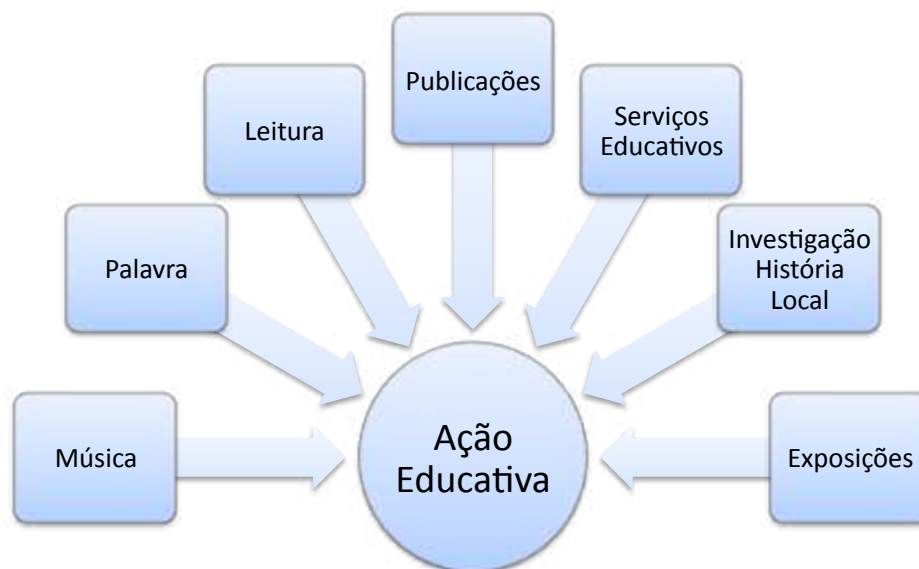 Publicações
Leitura
Serviços
Educativos
Palavra
Investigação
História
Local
Música
Ação
Educativa
Exposições